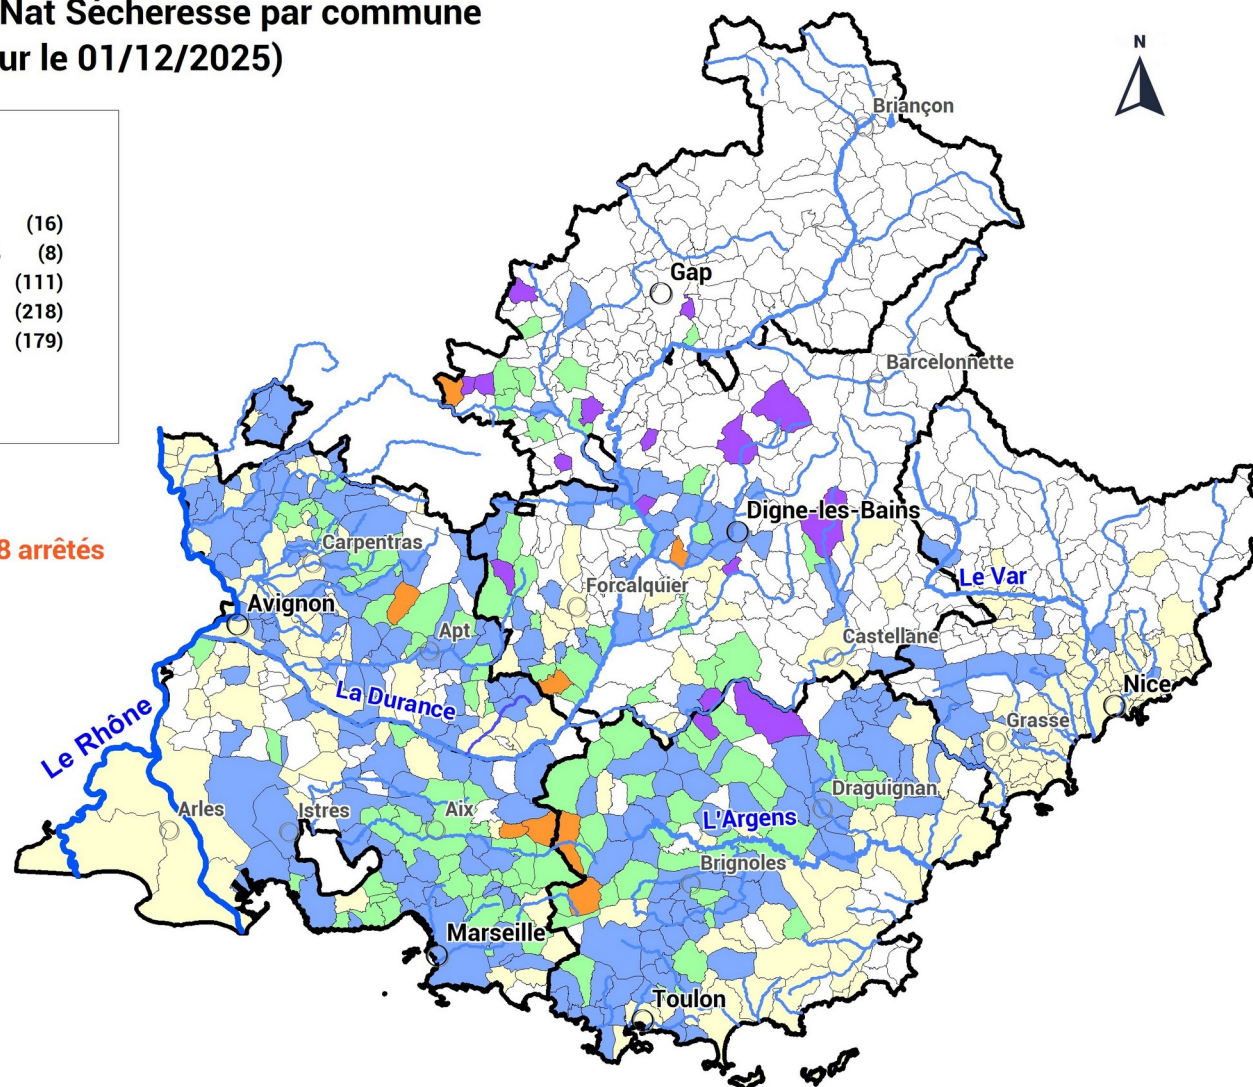 Nat Sécheresse par commune
ur le 01/12/2025)
N
(16)
(8)
(111)
(218)
(179)
8 arrêtés
Briançon
Gap
Barcelonnette
Digne-les-Bains
Carpentras
Forcalquier
Le Var
Avignon
Apt
Castellane
La Durance
Nice
Le Rhône
Grasse
Arles
Istres
Aix
Draguignan
L'Argens
Brignoles
Marseille
Toulon